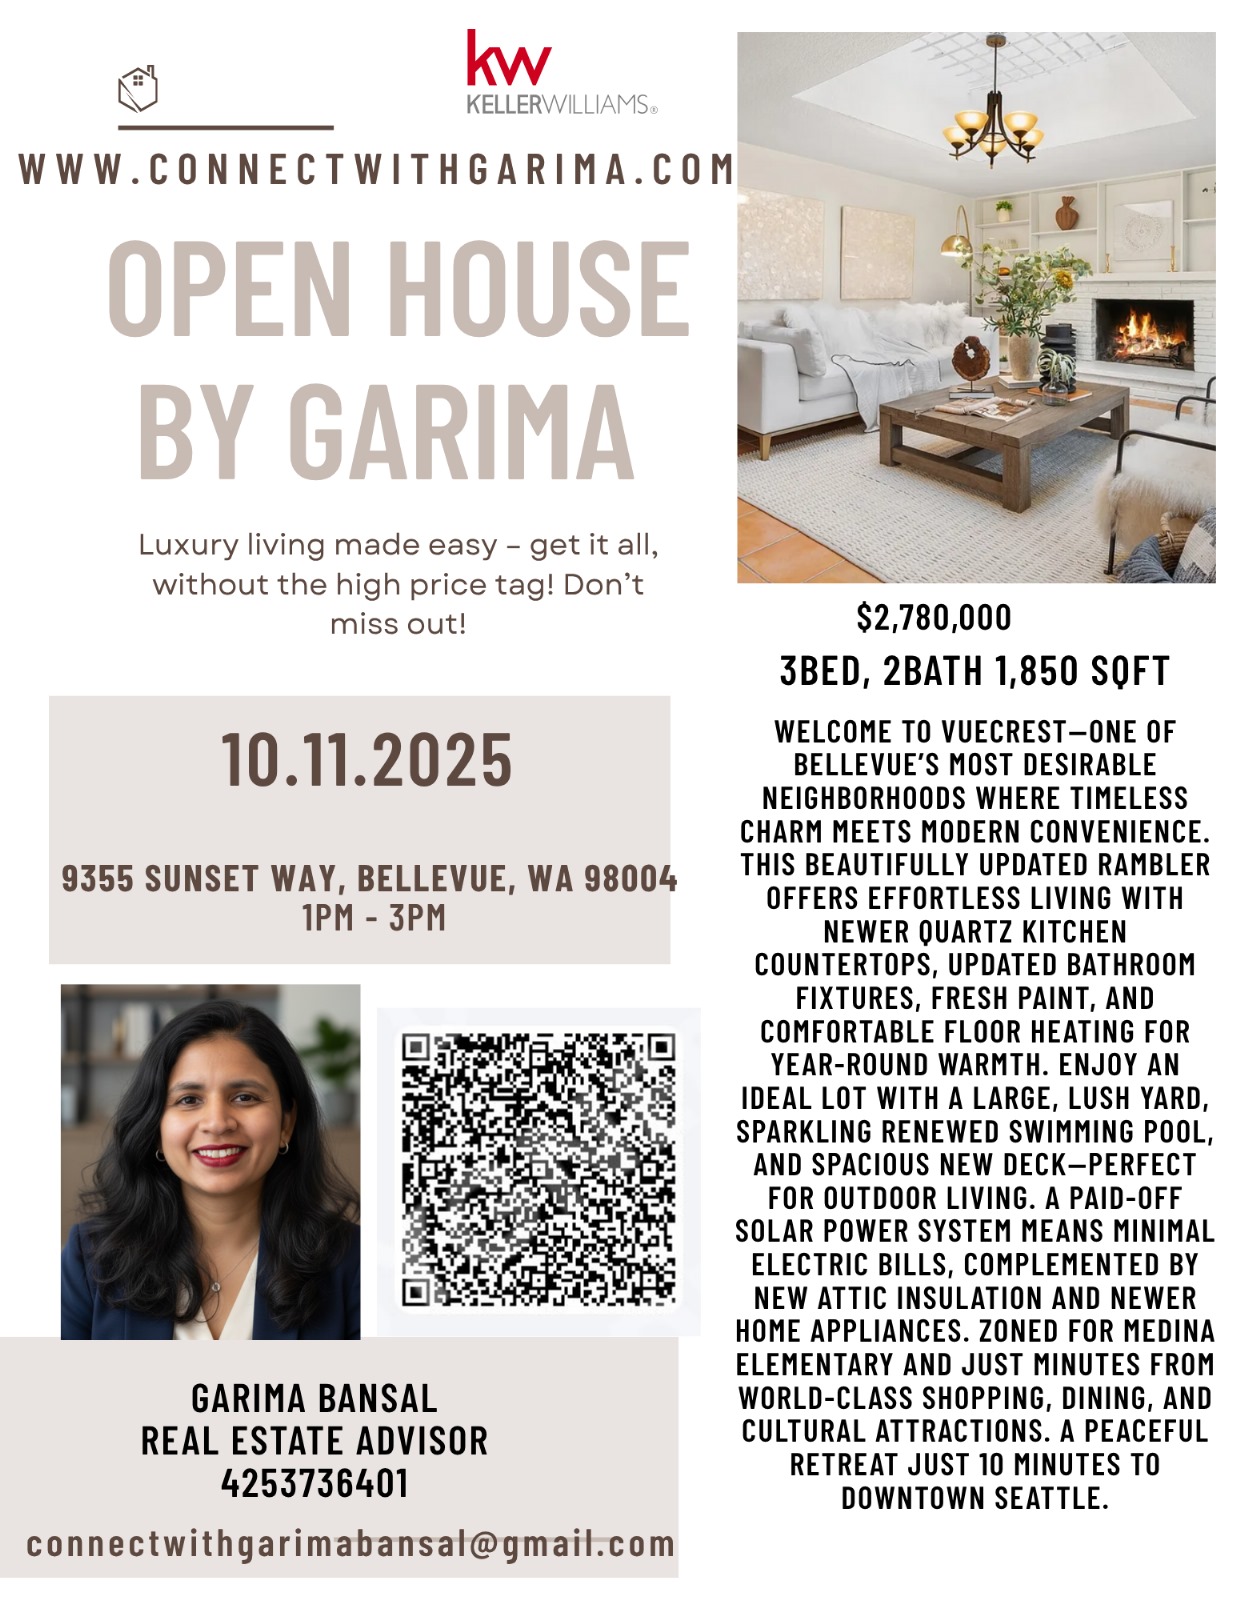 kw
KELLERWILLIAMS®
WWW.CONNECTWITHGARIMA.COM
OPEN HOUSE
BY GARIMA
Luxury living made easy – get it all,
without the high price tag! Don’t
miss out!
10.11.2025
9355 SUNSET WAY, BELLEVUE, WA 98004
1PM - 3PM
GARIMA BANSAL
REAL ESTATE ADVISOR
4253736401
connectwithgarimabansal@gmail.com
$2,780,000
3BED, 2BATH 1,850 SQFT
WELCOME TO VUECREST—ONE OF
BELLEVUE’S MOST DESIRABLE
NEIGHBORHOODS WHERE TIMELESS
CHARM MEETS MODERN CONVENIENCE.
THIS BEAUTIFULLY UPDATED RAMBLER
OFFERS EFFORTLESS LIVING WITH
NEWER QUARTZ KITCHEN
COUNTERTOPS, UPDATED BATHROOM
FIXTURES, FRESH PAINT, AND
COMFORTABLE FLOOR HEATING FOR
YEAR-ROUND WARMTH. ENJOY AN
IDEAL LOT WITH A LARGE, LUSH YARD,
SPARKLING RENEWED SWIMMING POOL,
AND SPACIOUS NEW DECK—PERFECT
FOR OUTDOOR LIVING. A PAID-OFF
SOLAR POWER SYSTEM MEANS MINIMAL
ELECTRIC BILLS, COMPLEMENTED BY
NEW ATTIC INSULATION AND NEWER
HOME APPLIANCES. ZONED FOR MEDINA
ELEMENTARY AND JUST MINUTES FROM
WORLD-CLASS SHOPPING, DINING, AND
CULTURAL ATTRACTIONS. A PEACEFUL
RETREAT JUST 10 MINUTES TO
DOWNTOWN SEATTLE.